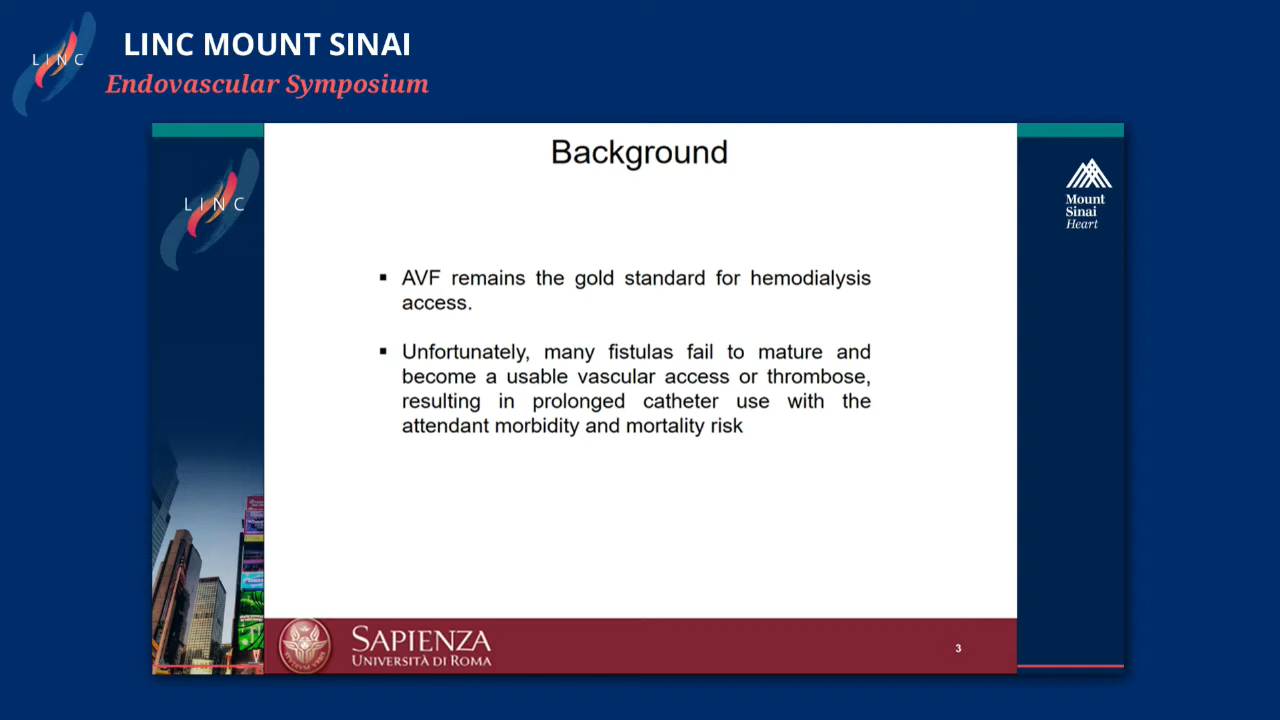 LINC
LINC MOUNT SINAI
Endovascular Symposium
LINC
Background
Mount
Sinai
Heart
▪ AVF remains the gold standard for hemodialysis
access.
▪ Unfortunately, many fistulas fail to mature and
become a usable vascular access or thrombose,
resulting in prolonged catheter use with the
attendant morbidity and mortality risk
SAPIENZA
UNIVERSITÀ DI ROMA
3